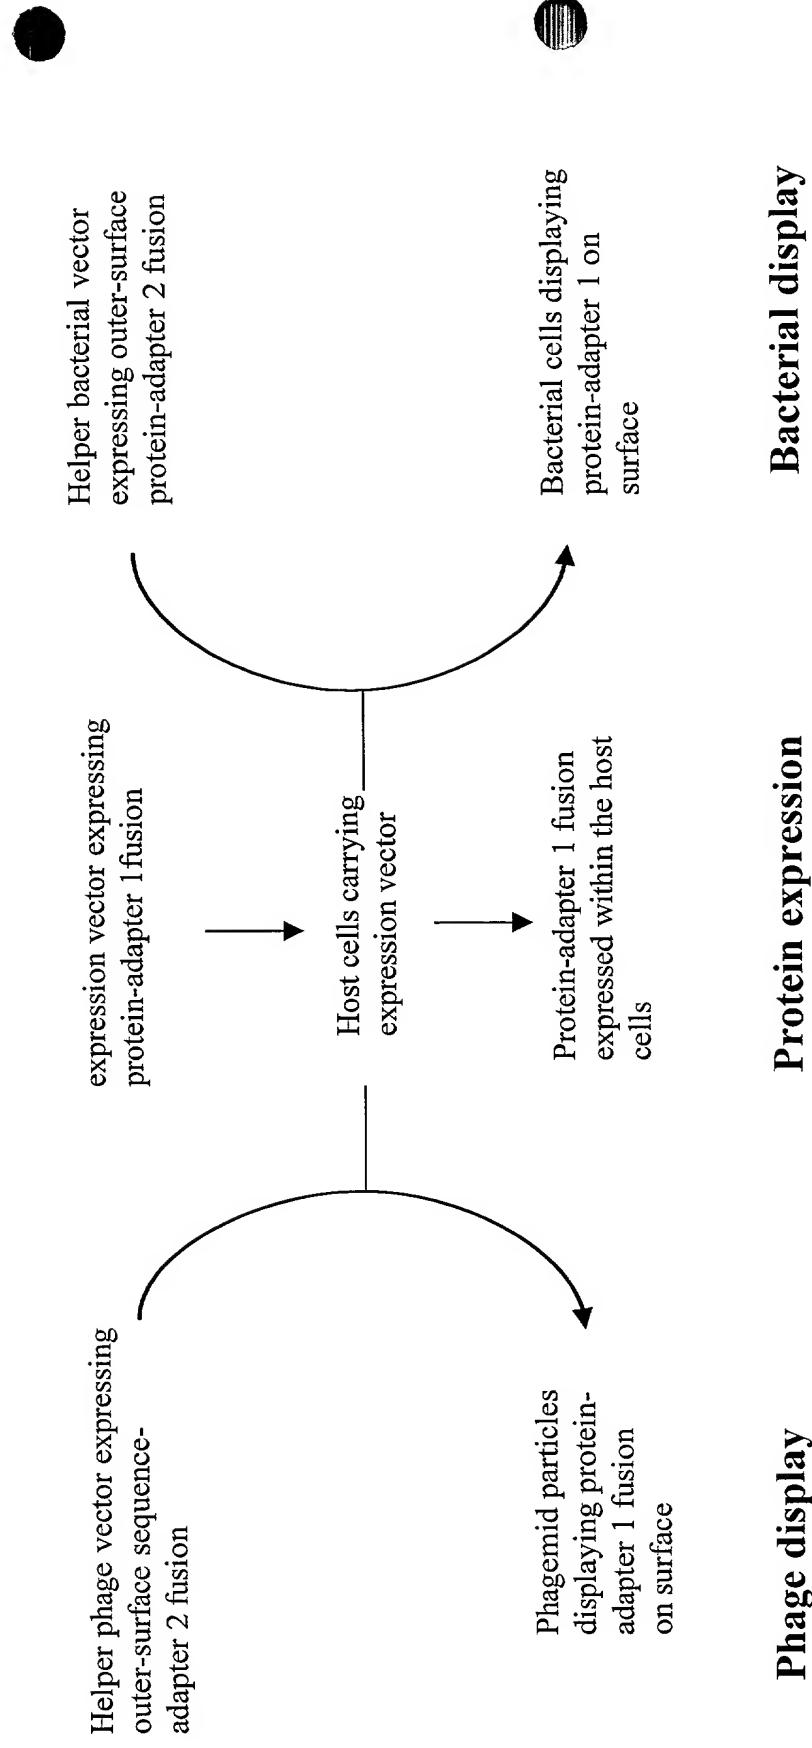 Helper phage vector expressing
outer-surface sequence-
adapter 2 fusion
expression vector expressing
protein-adapter 1fusion
Helper bacterial vector
expressing outer-surface
protein-adapter 2 fusion
Host cells carrying
expression vector
Phagemid particles
displaying protein-
adapter 1 fusion
on surface
Protein-adapter 1 fusion
expressed within the host
cells
Bacterial cells displaying
protein-adapter 1 on
surface
Phage display
Protein expression
Bacterial display